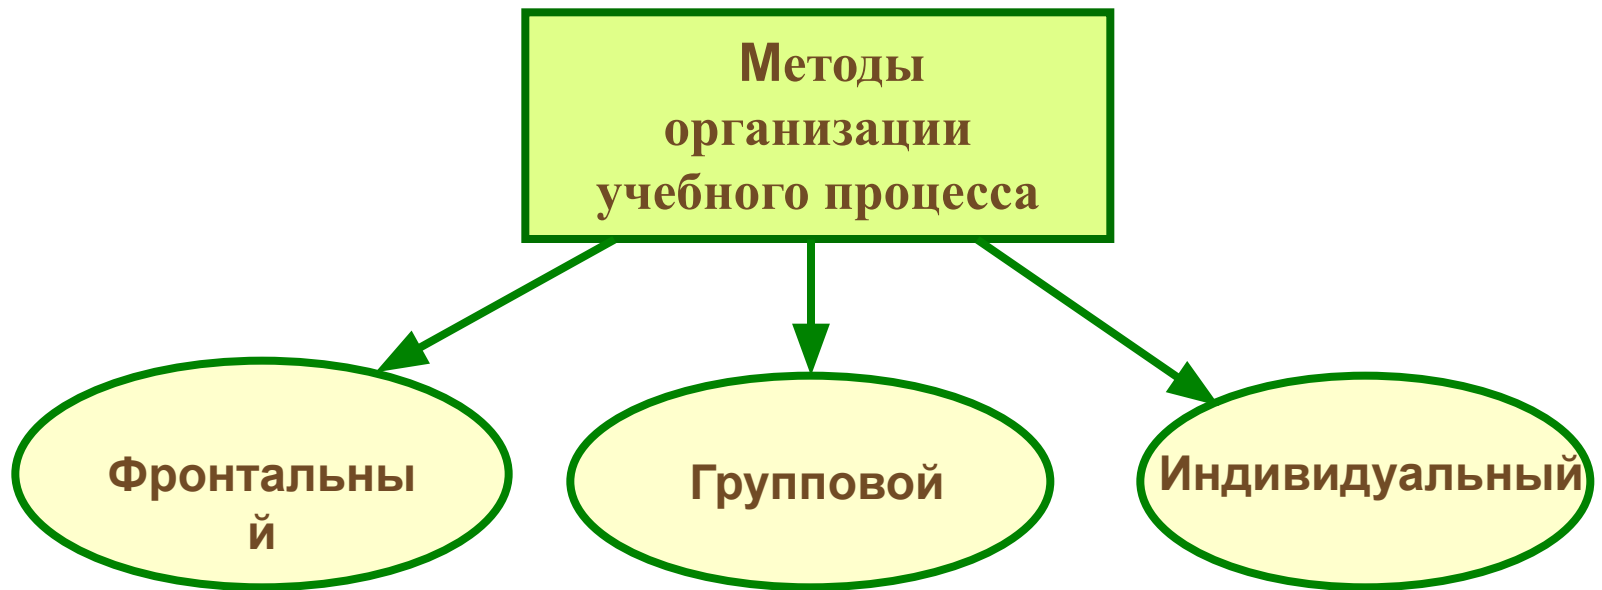 Методы
организации
учебного процесса
Фронтальны
й
Групповой
Индивидуальный